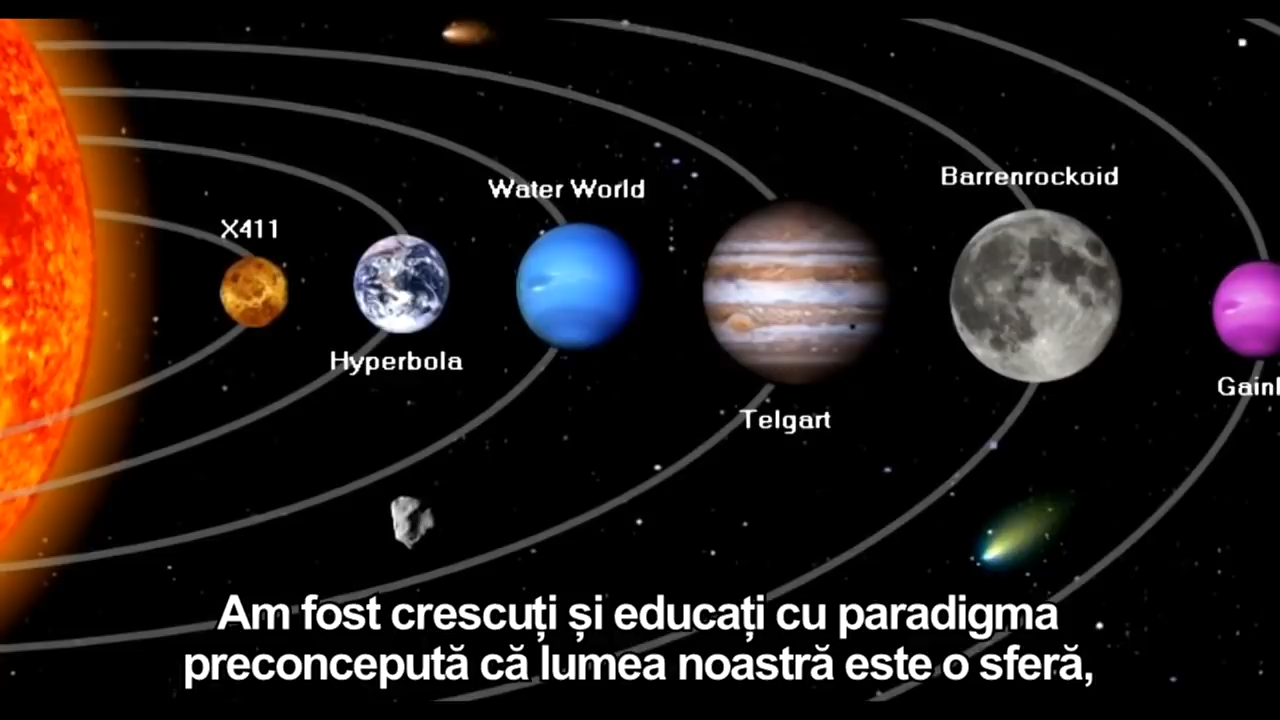 Barrenrockoid
Water World
X411
Hyperbola
Gainl
Telgart
Am fost crescuți și educați cu paradigma
preconcepută că lumea noastră este o sferă,